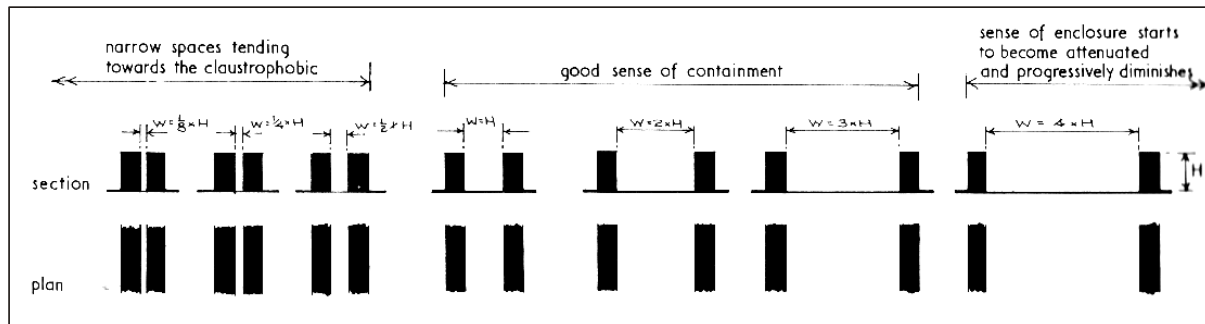 narrow spaces tending
towards the claustrophobic
good sense of containment
sense of enclosure starts
to become attenuated
and progressively diminishes
W=⅛×H
W=¼×H
W=½×H
W=H
W=2×H
W=3×H
W=4×H
section
H
plan